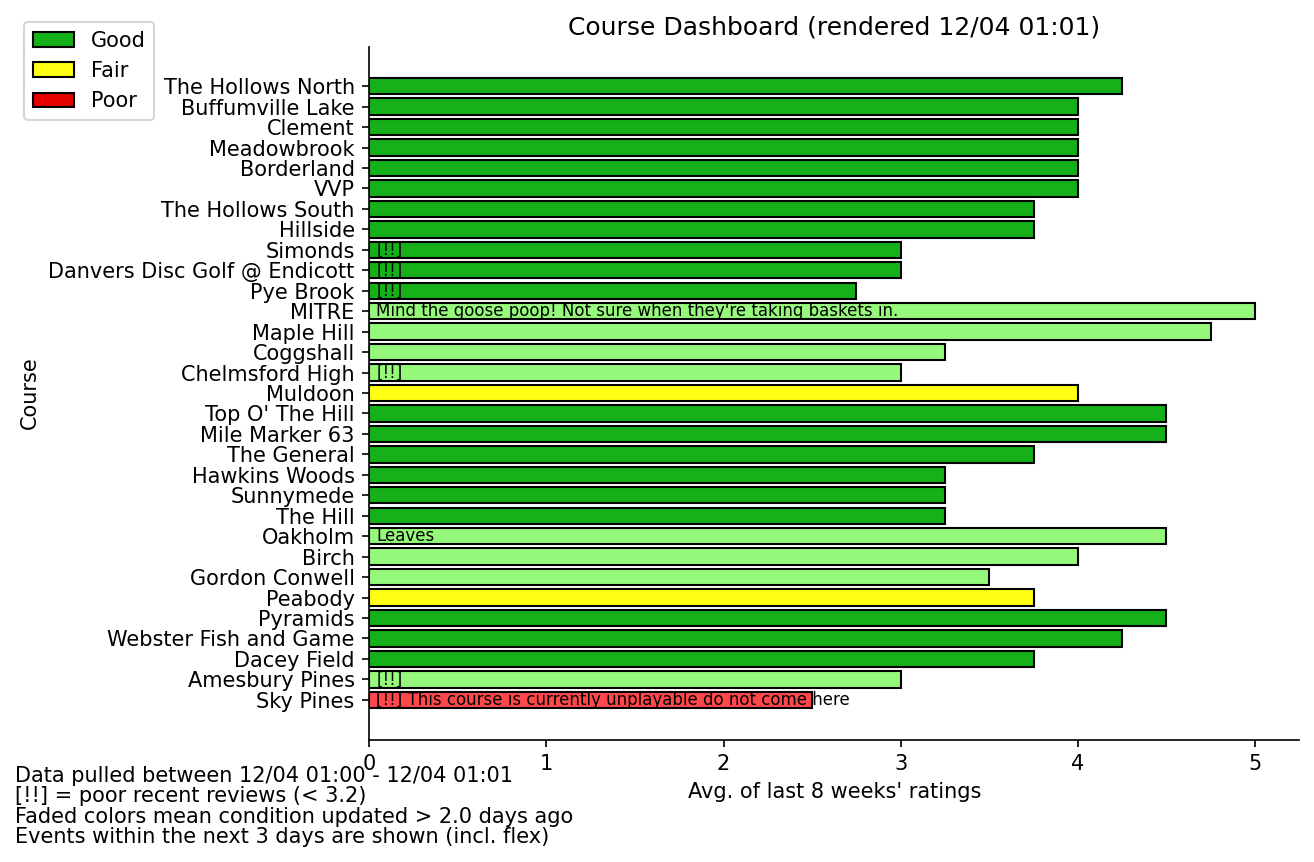 Course Dashboard (rendered 12/04 01:01)
Good
Fair
Poor
The Hollows North
Buffumville Lake
Clement
Meadowbrook
Borderland
VVP
The Hollows South
Hillside
Simonds [!!]
Danvers Disc Golf @ Endicott [!!]
Pye Brook [!!]
MITRE Mind the goose poop! Not sure when they're taking baskets in.
Maple Hill
Coggshall
Chelmsford High [!!]
Muldoon
Top O' The Hill
Mile Marker 63
The General
Hawkins Woods
Sunnymede
The Hill
Oakholm Leaves
Birch
Gordon Conwell
Peabody
Pyramids
Webster Fish and Game
Dacey Field
Amesbury Pines [!!]
Sky Pines [!!] This course is currently unplayable do not come here
Course
0 1 2 3 4 5
Avg. of last 8 weeks' ratings
Data pulled between 12/04 01:00 - 12/04 01:01
[!!] = poor recent reviews (< 3.2)
Faded colors mean condition updated > 2.0 days ago
Events within the next 3 days are shown (incl. flex)